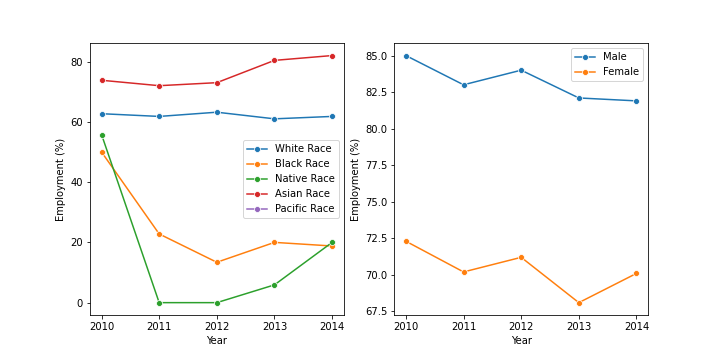 Employment (%)
80
60
40
20
0
2010 2011 2012 2013 2014
Year
White Race
Black Race
Native Race
Asian Race
Pacific Race
Employment (%)
85.0
82.5
80.0
77.5
75.0
72.5
70.0
67.5
2010 2011 2012 2013 2014
Year
Male
Female